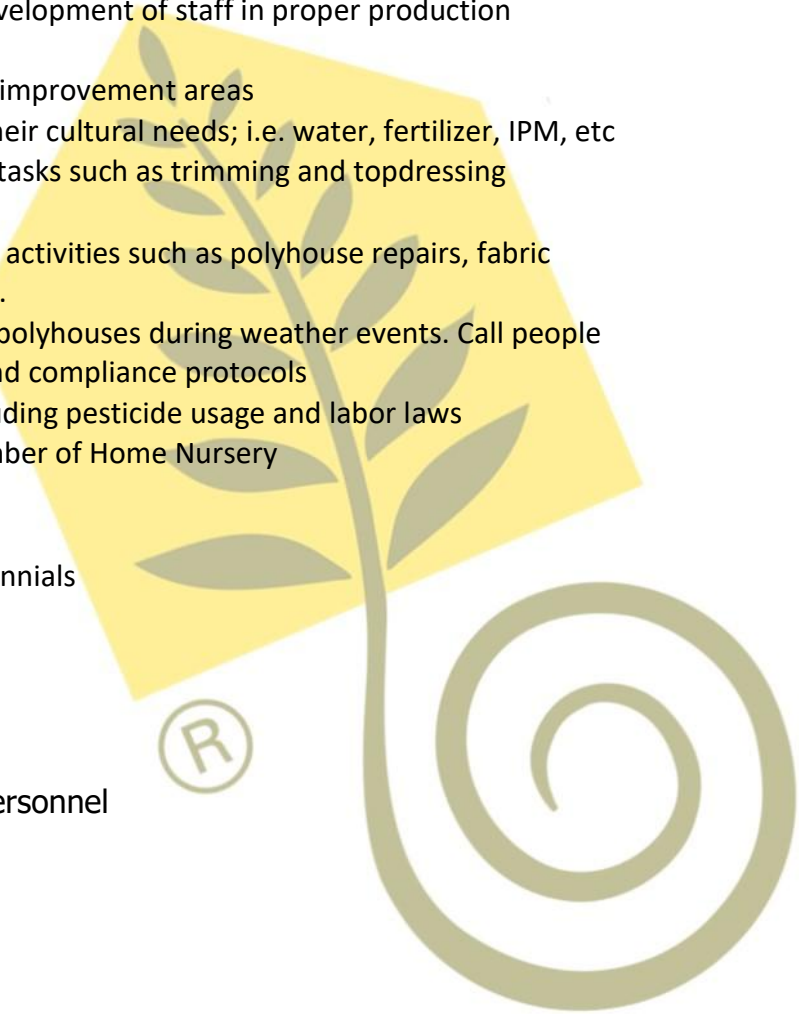 velopment of staff in proper production
improvement areas
heir cultural needs; i.e. water, fertilizer, IPM, etc
tasks such as trimming and topdressing
activities such as polyhouse repairs, fabric
.
polyhouses during weather events. Call people
nd compliance protocols
uding pesticide usage and labor laws
mber of Home Nursery
nnials
R
ersonnel